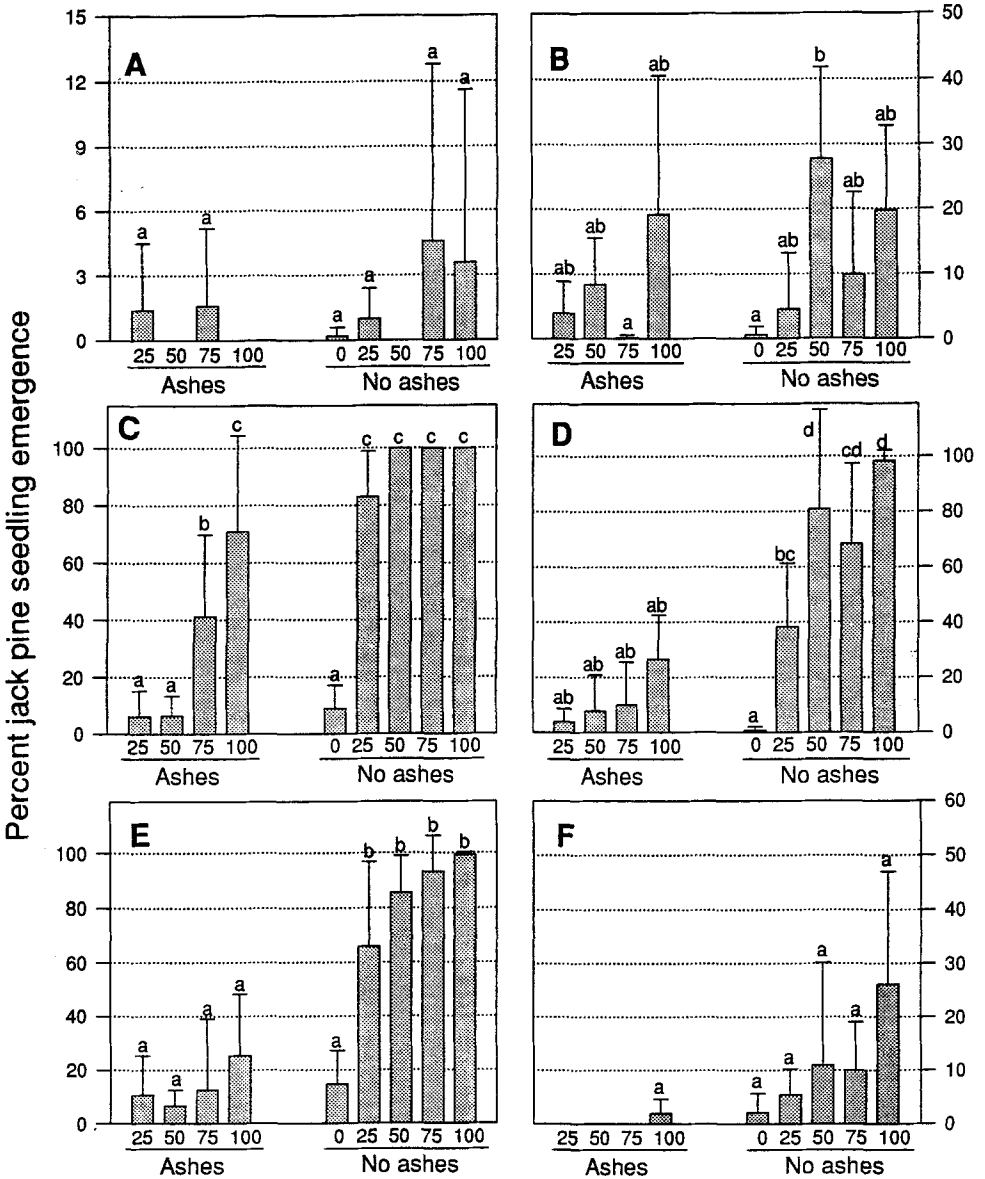 Percent jack pine seedling emergence
A
15
12
9
6
3
0
a a a a a a
25 50 75 100 0 25 50 75 100
Ashes No ashes
B
50
40
30
20
10
0
ab ab a ab a ab b ab ab
25 50 75 100 0 25 50 75 100
Ashes No ashes
C
100
80
60
40
20
0
a a b c a c c c c
25 50 75 100 0 25 50 75 100
Ashes No ashes
D
100
80
60
40
20
0
ab ab ab ab a bc d cd d
25 50 75 100 0 25 50 75 100
Ashes No ashes
E
100
80
60
40
20
0
a a a a a b b b b
25 50 75 100 0 25 50 75 100
Ashes No ashes
F
60
50
40
30
20
10
0
a a a a a a
25 50 75 100 0 25 50 75 100
Ashes No ashes